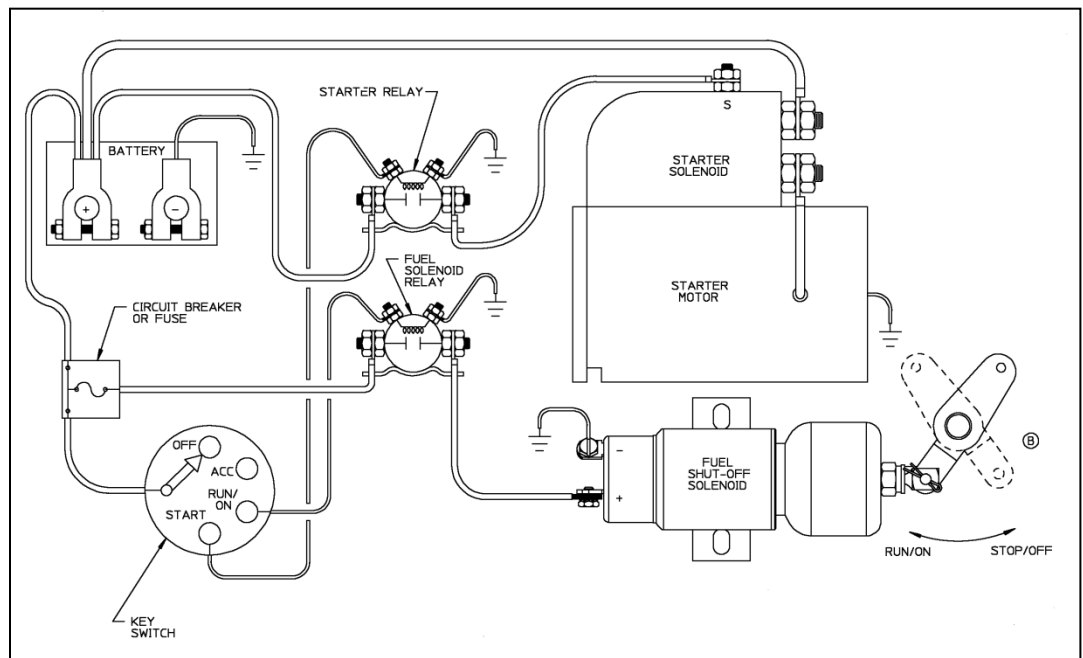 STARTER RELAY
S
BATTERY
+
-
STARTER
SOLENOID
FUEL
SOLENOID
RELAY
STARTER
MOTOR
CIRCUIT BREAKER
OR FUSE
OFF
ACC
RUN/
ON
START
-
+
FUEL
SHUT-OFF
SOLENOID
B
RUN/ON
STOP/OFF
KEY
SWITCH